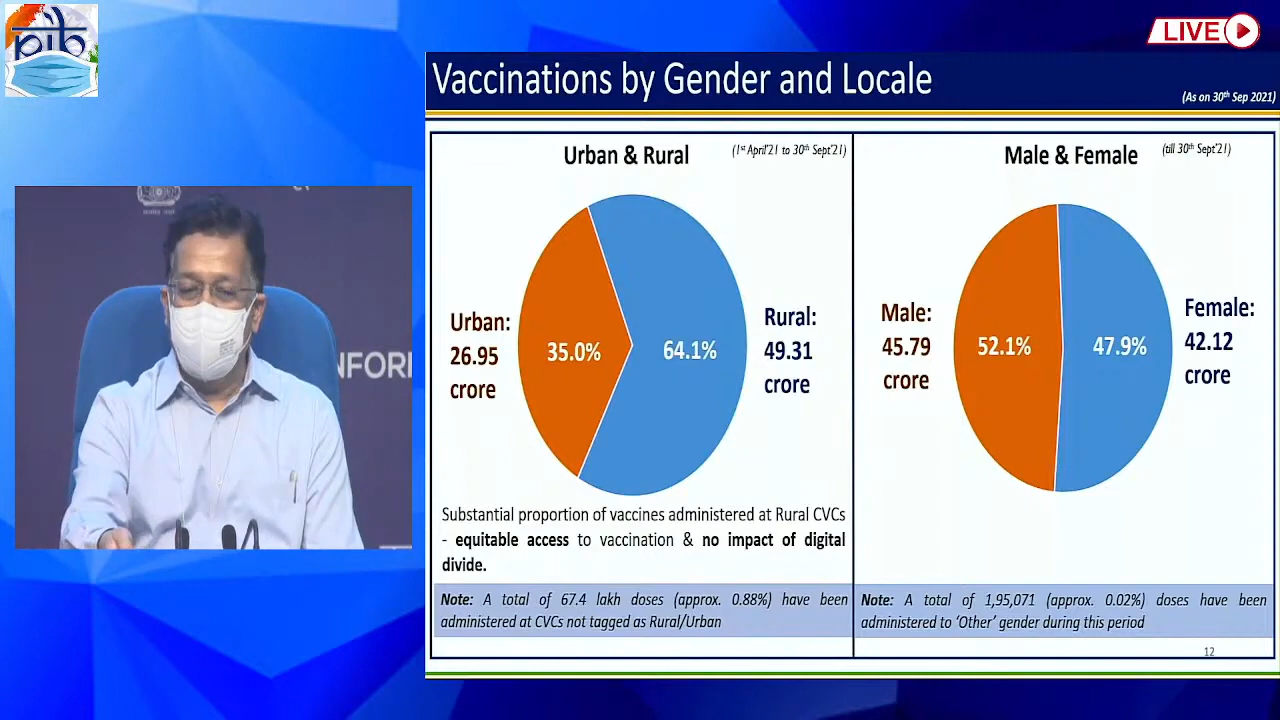 pib
LIVE
Vaccinations by Gender and Locale
(As on 30th Sep 2021)
Urban & Rural
(1st April'21 to 30th Sept'21)
Urban:
26.95
crore
35.0%
64.1%
Rural:
49.31
crore
Substantial proportion of vaccines administered at Rural CVCs
- equitable access to vaccination & no impact of digital
divide.
Note: A total of 67.4 lakh doses (approx. 0.88%) have been
administered at CVCs not tagged as Rural/Urban
Male & Female
(till 30th Sept'21)
Male:
45.79
crore
52.1%
47.9%
Female:
42.12
crore
Note: A total of 1,95,071 (approx. 0.02%) doses have been
administered to ‘Other’ gender during this period
12
NFOR